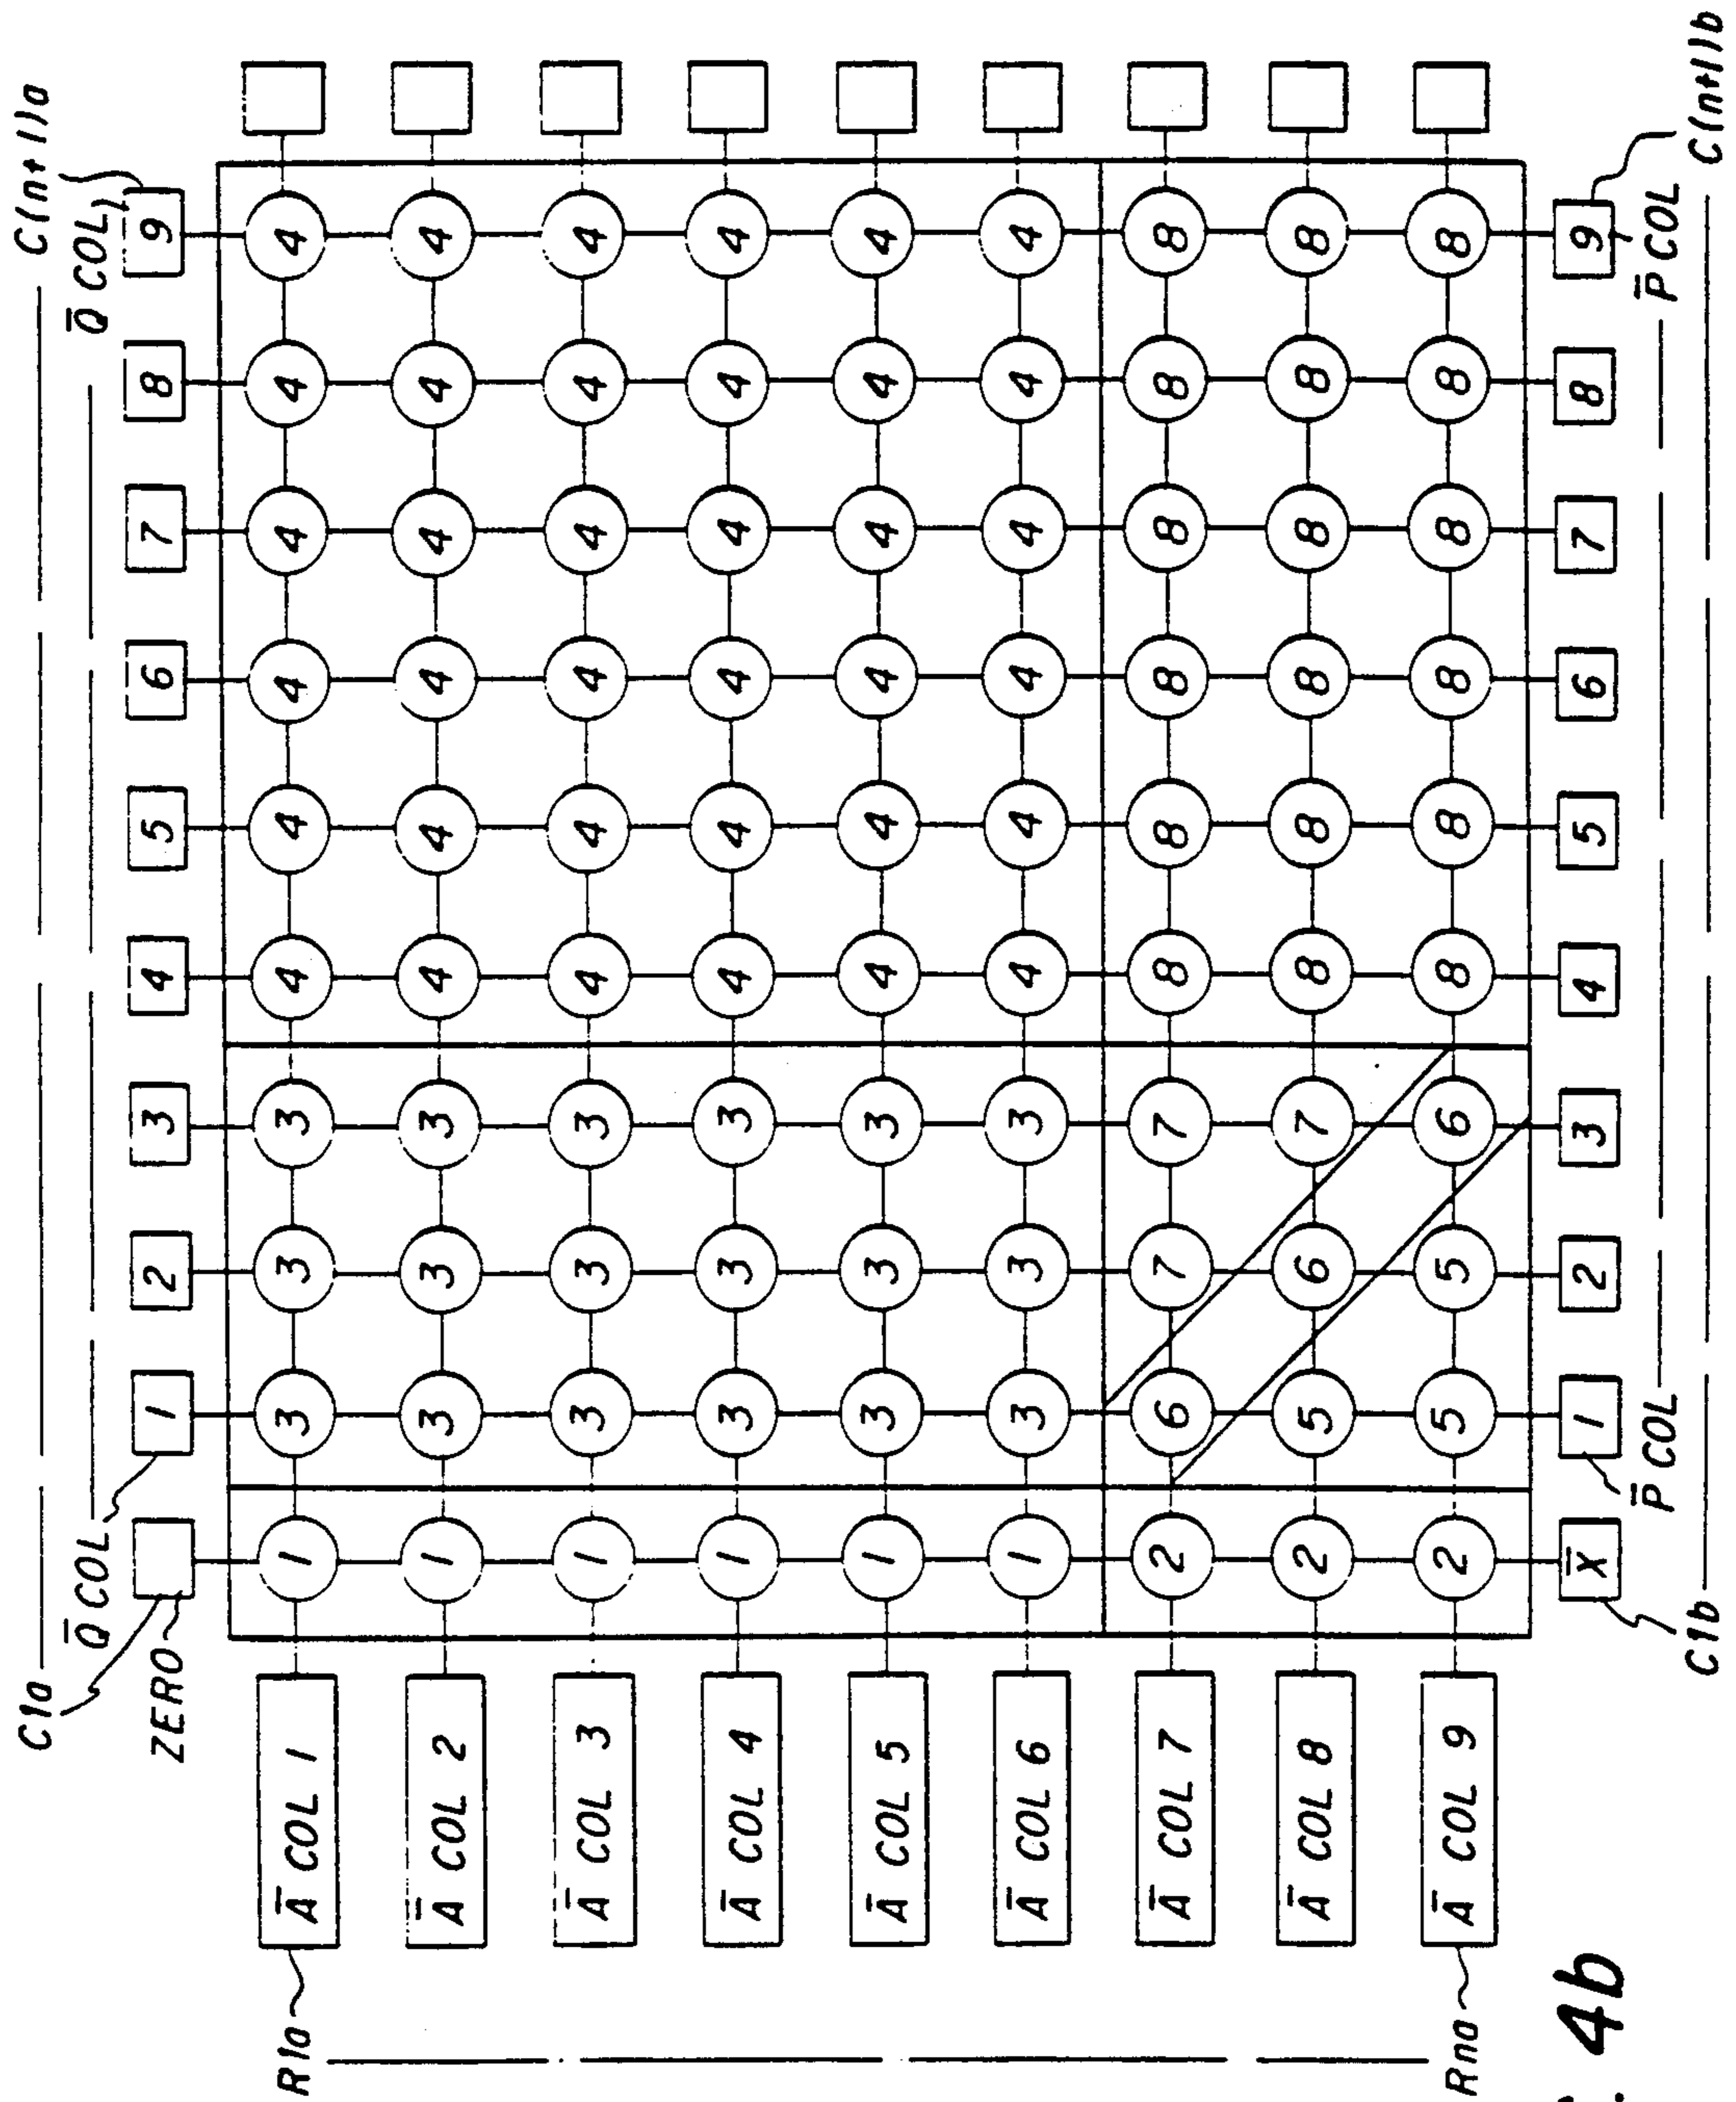 . 4b
Rna R1a
Ā COL 9 Ā COL 8 Ā COL 7 Ā COL 6 Ā COL 5 Ā COL 4 Ā COL 3 Ā COL 2 Ā COL 1
C1b X̄ 2 2 2 1 1 1 1 1 1 ZERO C1a
P̄ COL 1 5 5 6 3 3 3 3 3 3 1 Q̄ COL
2 5 6 7 3 3 3 3 3 3 2
3 6 7 7 3 3 3 3 3 3 3
4 8 8 8 4 4 4 4 4 4 4
5 8 8 8 4 4 4 4 4 4 5
6 8 8 8 4 4 4 4 4 4 6
7 8 8 8 4 4 4 4 4 4 7
8 8 8 8 4 4 4 4 4 4 8
P̄ COL 9 8 8 8 4 4 4 4 4 4 9 Q̄ COL
C(n+1)b C(n+1)a